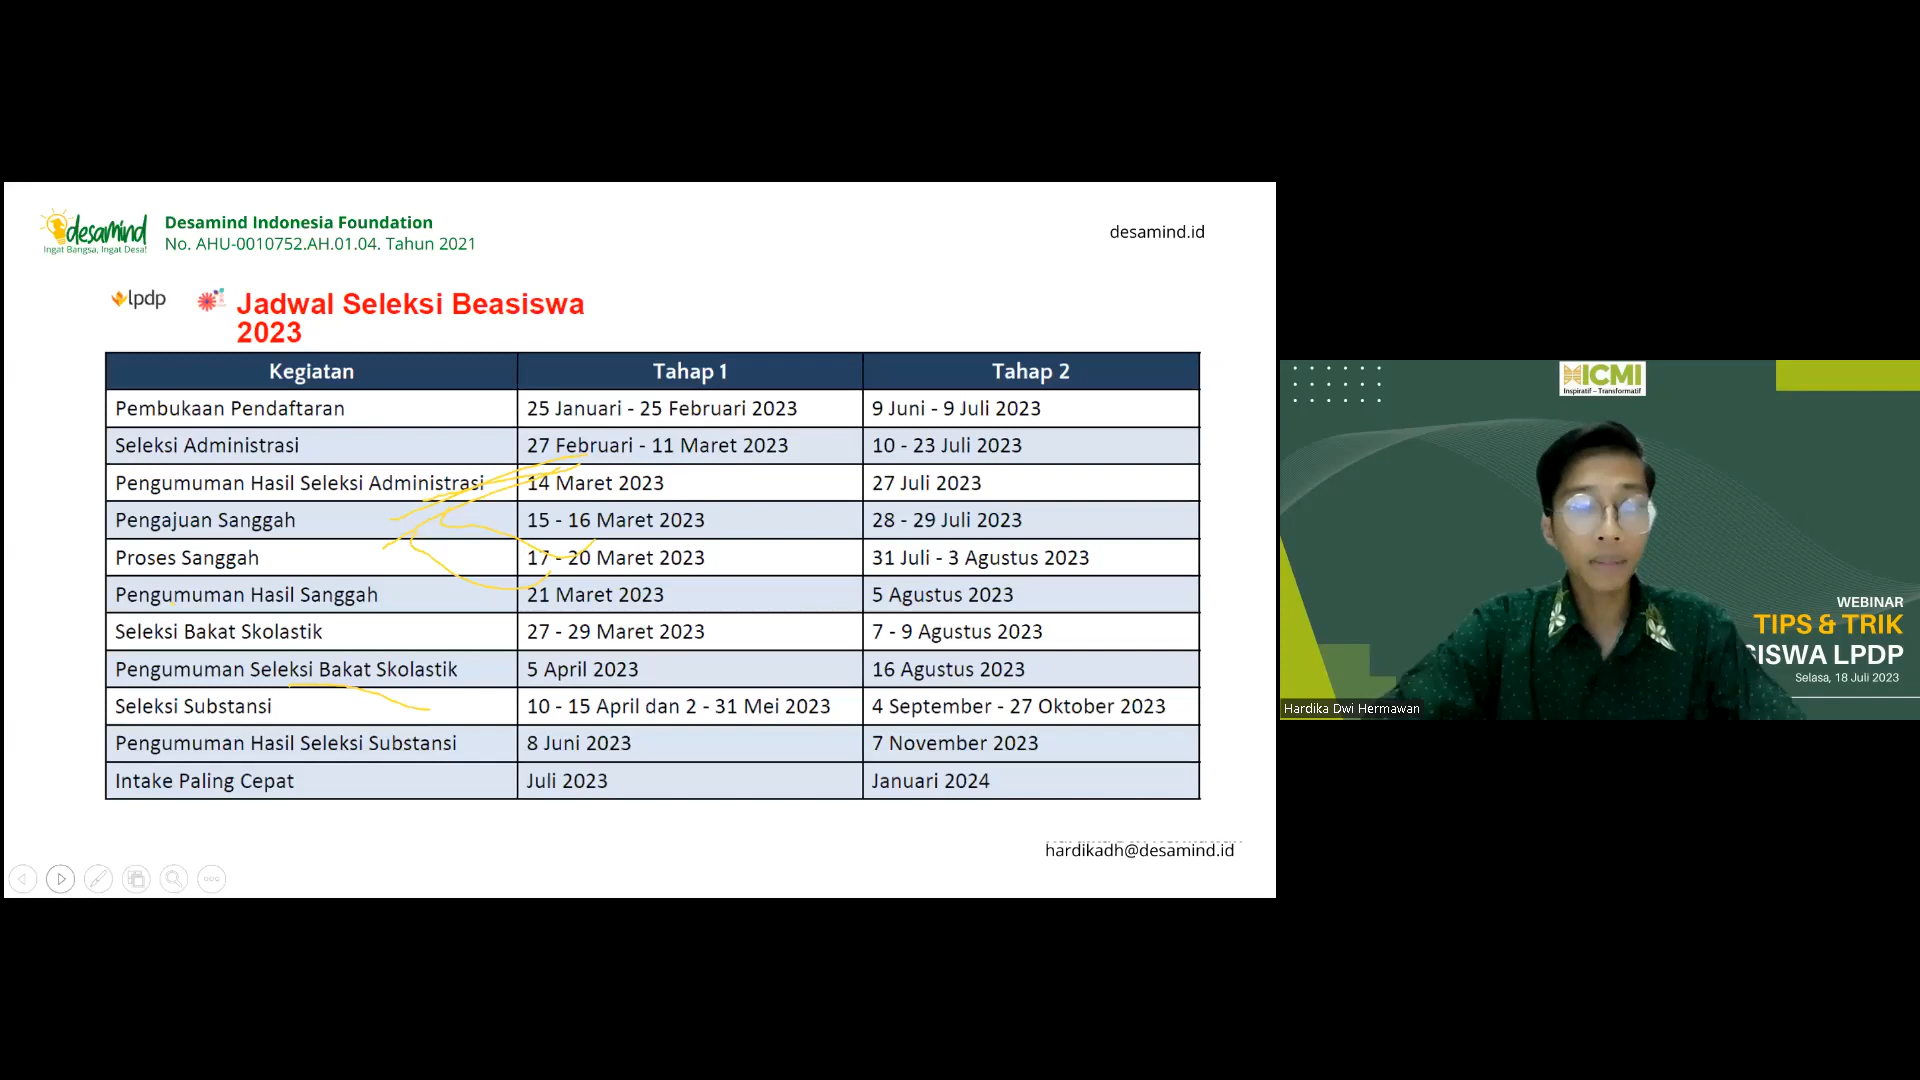 desamind
Ingat Bangsa, Ingat Desa!
Desamind Indonesia Foundation
No. AHU-0010752.AH.01.04. Tahun 2021
desamind.id
lpdp
Jadwal Seleksi Beasiswa
2023
Kegiatan Tahap 1 Tahap 2
Pembukaan Pendaftaran 25 Januari - 25 Februari 2023 9 Juni - 9 Juli 2023
Seleksi Administrasi 27 Februari - 11 Maret 2023 10 - 23 Juli 2023
Pengumuman Hasil Seleksi Administrasi 14 Maret 2023 27 Juli 2023
Pengajuan Sanggah 15 - 16 Maret 2023 28 - 29 Juli 2023
Proses Sanggah 17 - 20 Maret 2023 31 Juli - 3 Agustus 2023
Pengumuman Hasil Sanggah 21 Maret 2023 5 Agustus 2023
Seleksi Bakat Skolastik 27 - 29 Maret 2023 7 - 9 Agustus 2023
Pengumuman Seleksi Bakat Skolastik 5 April 2023 16 Agustus 2023
Seleksi Substansi 10 - 15 April dan 2 - 31 Mei 2023 4 September - 27 Oktober 2023
Pengumuman Hasil Seleksi Substansi 8 Juni 2023 7 November 2023
Intake Paling Cepat Juli 2023 Januari 2024
hardikadh@desamind.id
ICMI
Inspiratif - Transformatif
WEBINAR
TIPS & TRIK
SISWA LPDP
Selasa, 18 Juli 2023
Hardika Dwi Hermawan